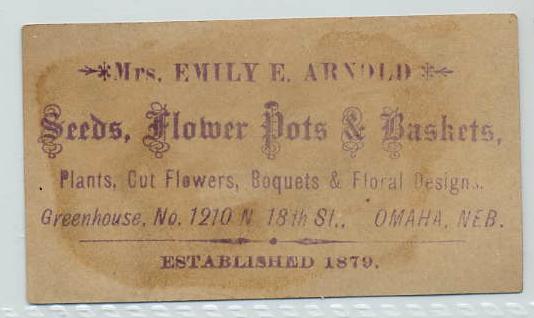 Mrs. EMILY E. ARNOLD
Seeds, Flower Pots & Baskets,
Plants, Cut Flowers, Boquets & Floral Designs.
Greenhouse, No. 1210 N 18th St., OMAHA, NEB.
ESTABLISHED 1879.